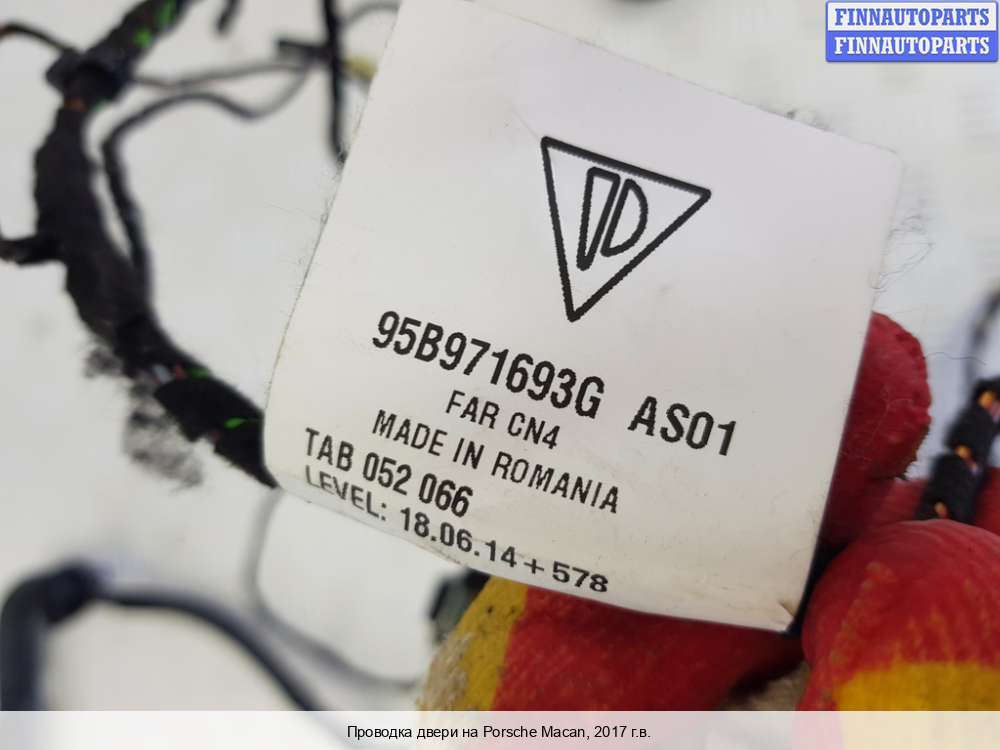 FINNAUTOPARTS
FINNAUTOPARTS
95B971693G AS01
FAR CN4
MADE IN ROMANIA
TAB 052 066
LEVEL: 18.06.14+578
Проводка двери на Porsche Macan, 2017 г.в.